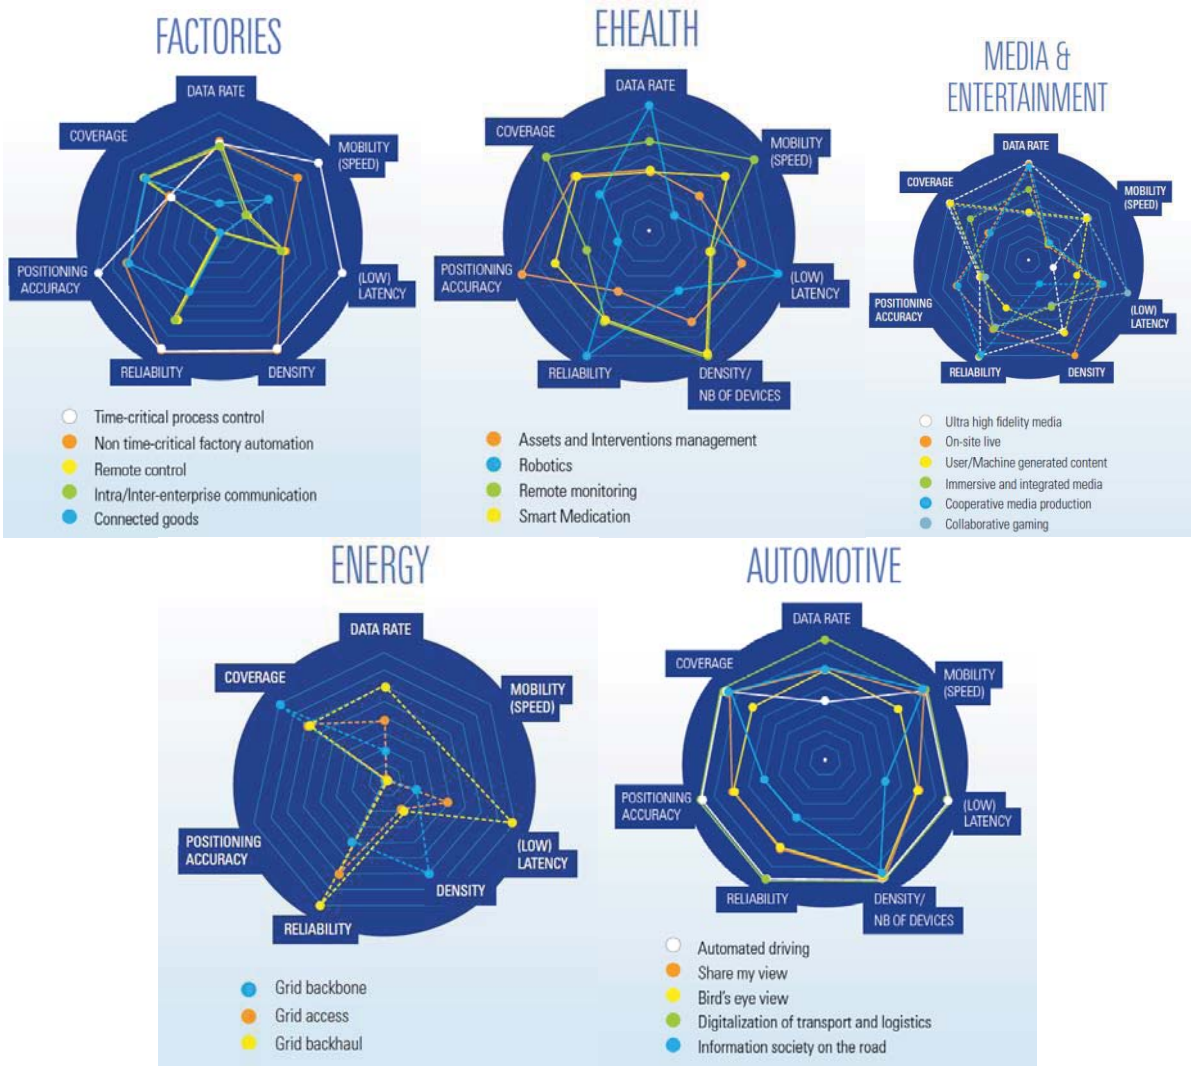 FACTORIES
DATA RATE
COVERAGE
MOBILITY
(SPEED)
POSITIONING
ACCURACY
(LOW)
LATENCY
RELIABILITY
DENSITY
Time-critical process control
Non time-critical factory automation
Remote control
Intra/Inter-enterprise communication
Connected goods
EHEALTH
DATA RATE
COVERAGE
MOBILITY
(SPEED)
POSITIONING
ACCURACY
(LOW)
LATENCY
RELIABILITY
DENSITY/
NB OF DEVICES
Assets and Interventions management
Robotics
Remote monitoring
Smart Medication
MEDIA &
ENTERTAINMENT
DATA RATE
COVERAGE
MOBILITY
(SPEED)
POSITIONING
ACCURACY
(LOW)
LATENCY
RELIABILITY
DENSITY
Ultra high fidelity media
On-site live
User/Machine generated content
Immersive and integrated media
Cooperative media production
Collaborative gaming
ENERGY
DATA RATE
COVERAGE
MOBILITY
(SPEED)
POSITIONING
ACCURACY
(LOW)
LATENCY
DENSITY
RELIABILITY
Grid backbone
Grid access
Grid backhaul
AUTOMOTIVE
DATA RATE
COVERAGE
MOBILITY
(SPEED)
POSITIONING
ACCURACY
(LOW)
LATENCY
RELIABILITY
DENSITY/
NB OF DEVICES
Automated driving
Share my view
Bird's eye view
Digitalization of transport and logistics
Information society on the road